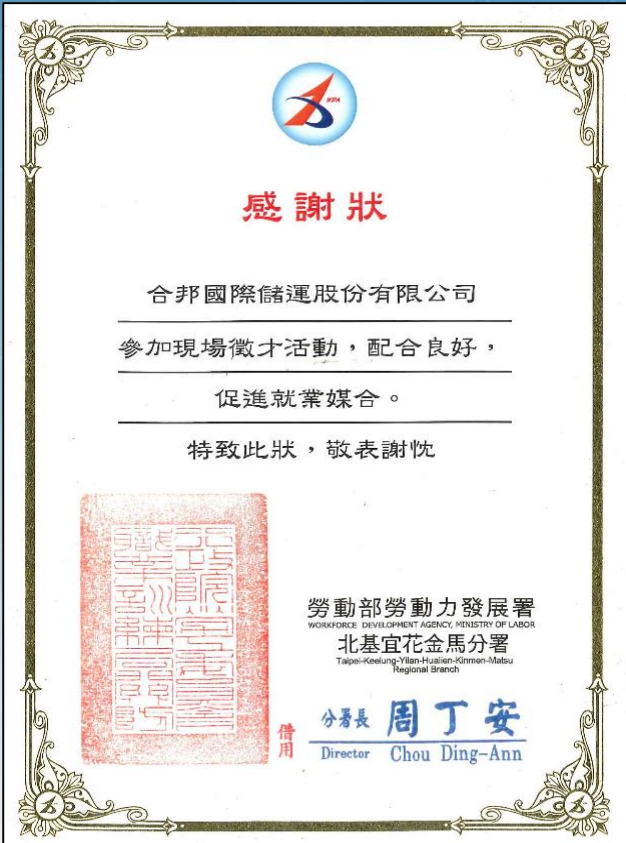 感謝狀
合邦國際儲運股份有限公司
參加現場徵才活動，配合良好，
促進就業媒合。
特致此狀，敬表謝忱
勞動部勞動力發展署
WORKFORCE DEVELOPMENT AGENCY, MINISTRY OF LABOR
北基宜花金馬分署
Taipei-Keelung-Yilan-Hualien-Kinmen-Matsu
Regional Branch
借用
分署長 周丁安
Director Chou Ding-Ann